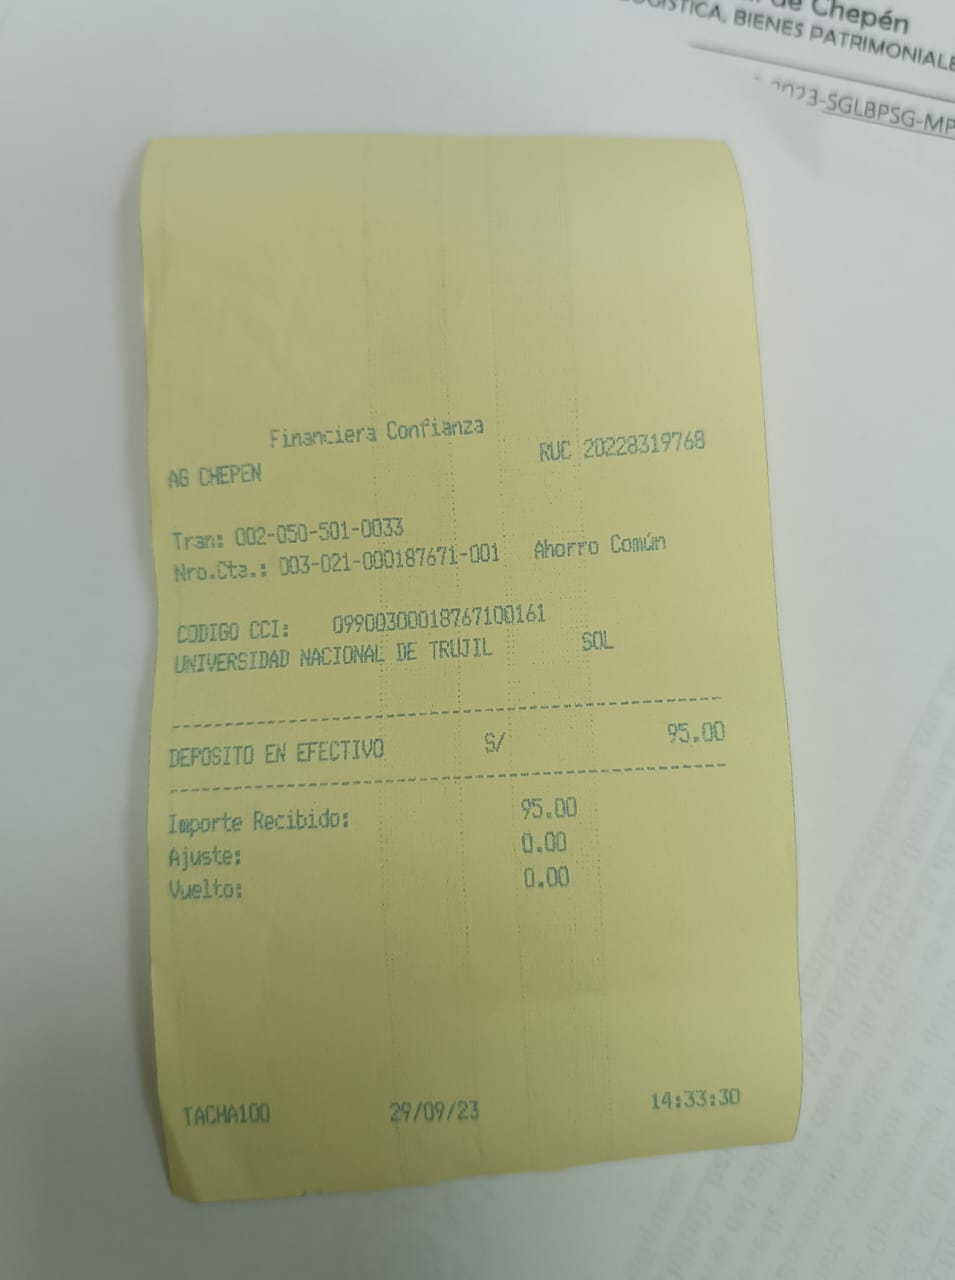 de Chepén
LOGÍSTICA, BIENES PATRIMONIALE
2023-SGLBPSG-MP
Financiera Confianza
AG CHEPEN RUC 20228319768
Tran: 002-050-501-0033
Nro.Cta.: 003-021-000187671-001 Ahorro Común
CODIGO CCI: 09900300018767100161
UNIVERSIDAD NACIONAL DE TRUJIL SOL
DEPOSITO EN EFECTIVO S/ 95.00
Importe Recibido: 95.00
Ajuste: 0.00
Vuelto: 0.00
TACHA100 29/09/23 14:33:30